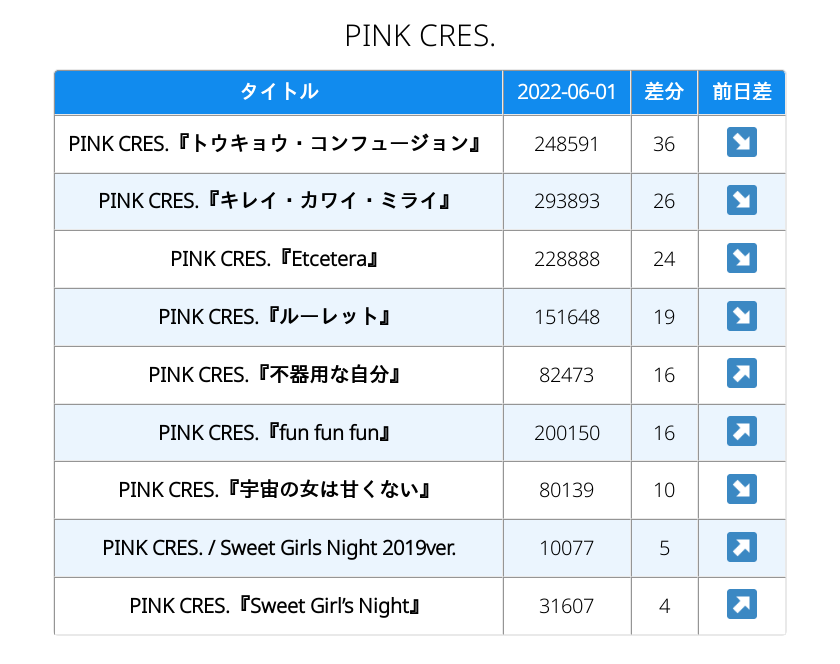 PINK CRES.
タイトル 2022-06-01 差分 前日差
PINK CRES.『トウキョウ・コンフュージョン』 248591 36 ↘
PINK CRES.『キレイ・カワイ・ミライ』 293893 26 ↘
PINK CRES.『Etcetera』 228888 24 ↘
PINK CRES.『ルーレット』 151648 19 ↘
PINK CRES.『不器用な自分』 82473 16 ↗
PINK CRES.『fun fun fun』 200150 16 ↗
PINK CRES.『宇宙の女は甘くない』 80139 10 ↘
PINK CRES. / Sweet Girls Night 2019ver. 10077 5 ↗
PINK CRES.『Sweet Girl’s Night』 31607 4 ↗